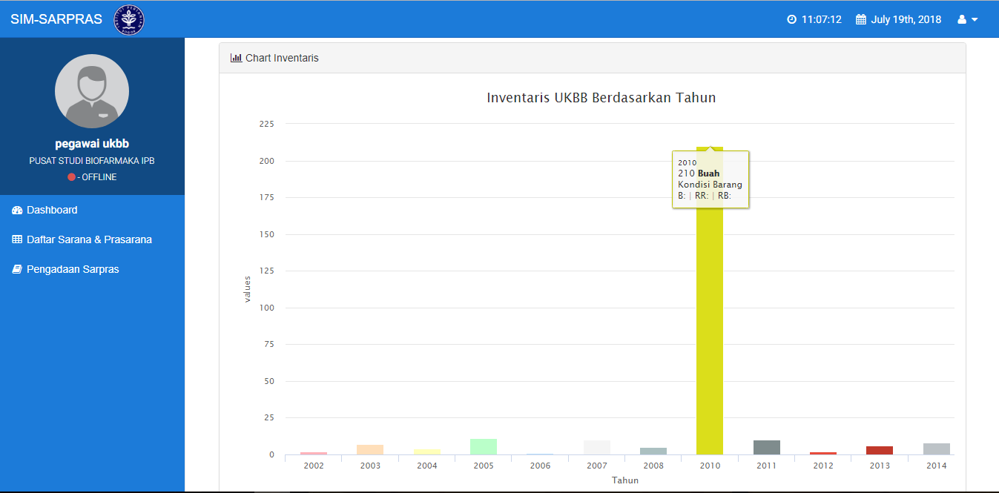 SIM-SARPRAS
INSTITUT PERTANIAN BOGOR
11:07:12
July 19th, 2018
pegawai ukbb
PUSAT STUDI BIOFARMAKA IPB
- OFFLINE
Dashboard
Daftar Sarana & Prasarana
Pengadaan Sarpras
Chart Inventaris
Inventaris UKBB Berdasarkan Tahun
values
225
200
175
150
125
100
75
50
25
0
2010
210 Buah
Kondisi Barang
B: | RR: | RB:
2002 2003 2004 2005 2006 2007 2008 2010 2011 2012 2013 2014
Tahun